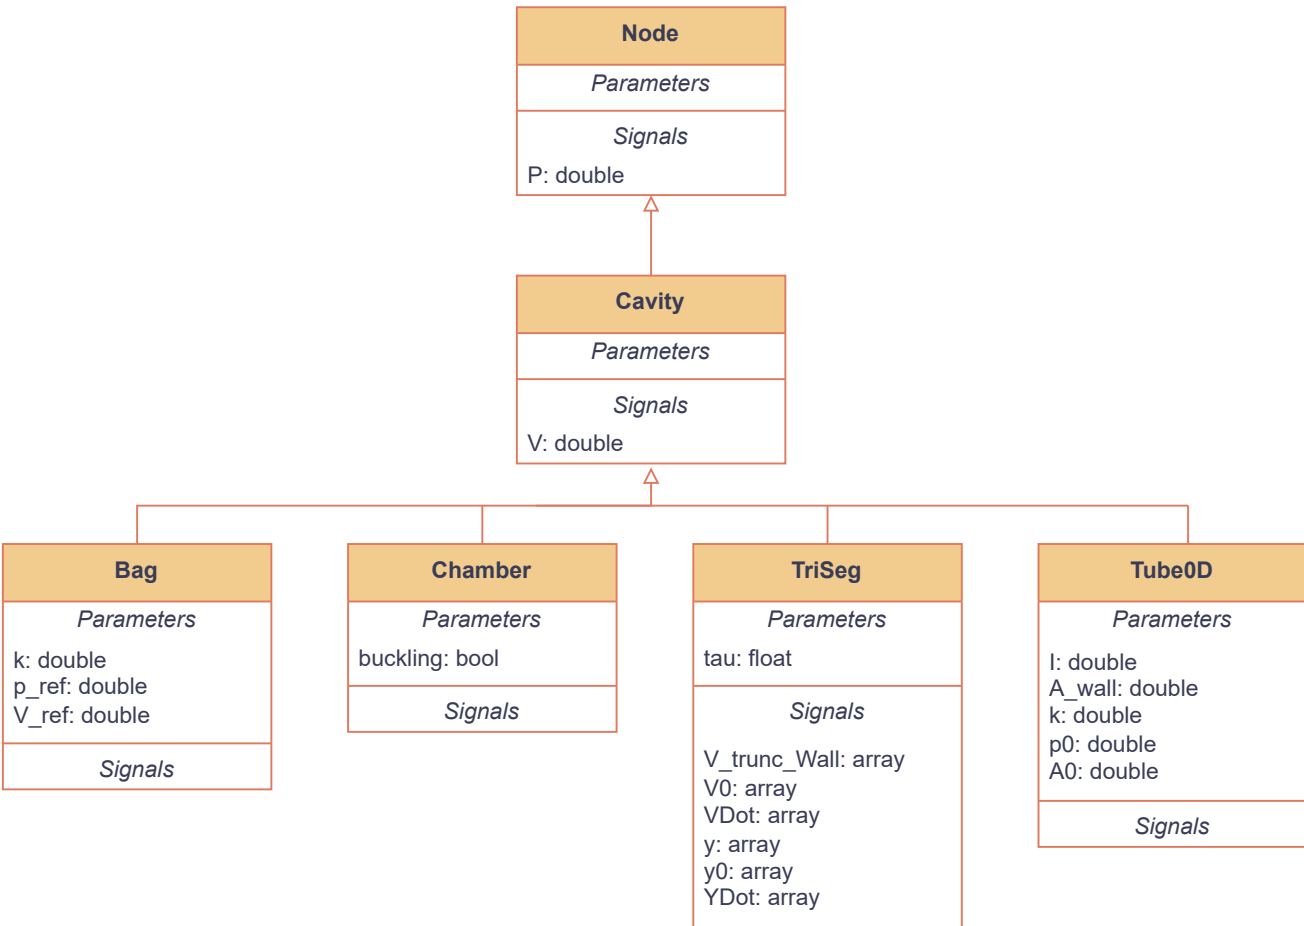 Node
Parameters
Signals
P: double
Cavity
Parameters
Signals
V: double
Bag
Parameters
k: double
p_ref: double
V_ref: double
Signals
Chamber
Parameters
buckling: bool
Signals
TriSeg
Parameters
tau: float
Signals
V_trunc_Wall: array
V0: array
VDot: array
y: array
y0: array
YDot: array
Tube0D
Parameters
l: double
A_wall: double
k: double
p0: double
A0: double
Signals